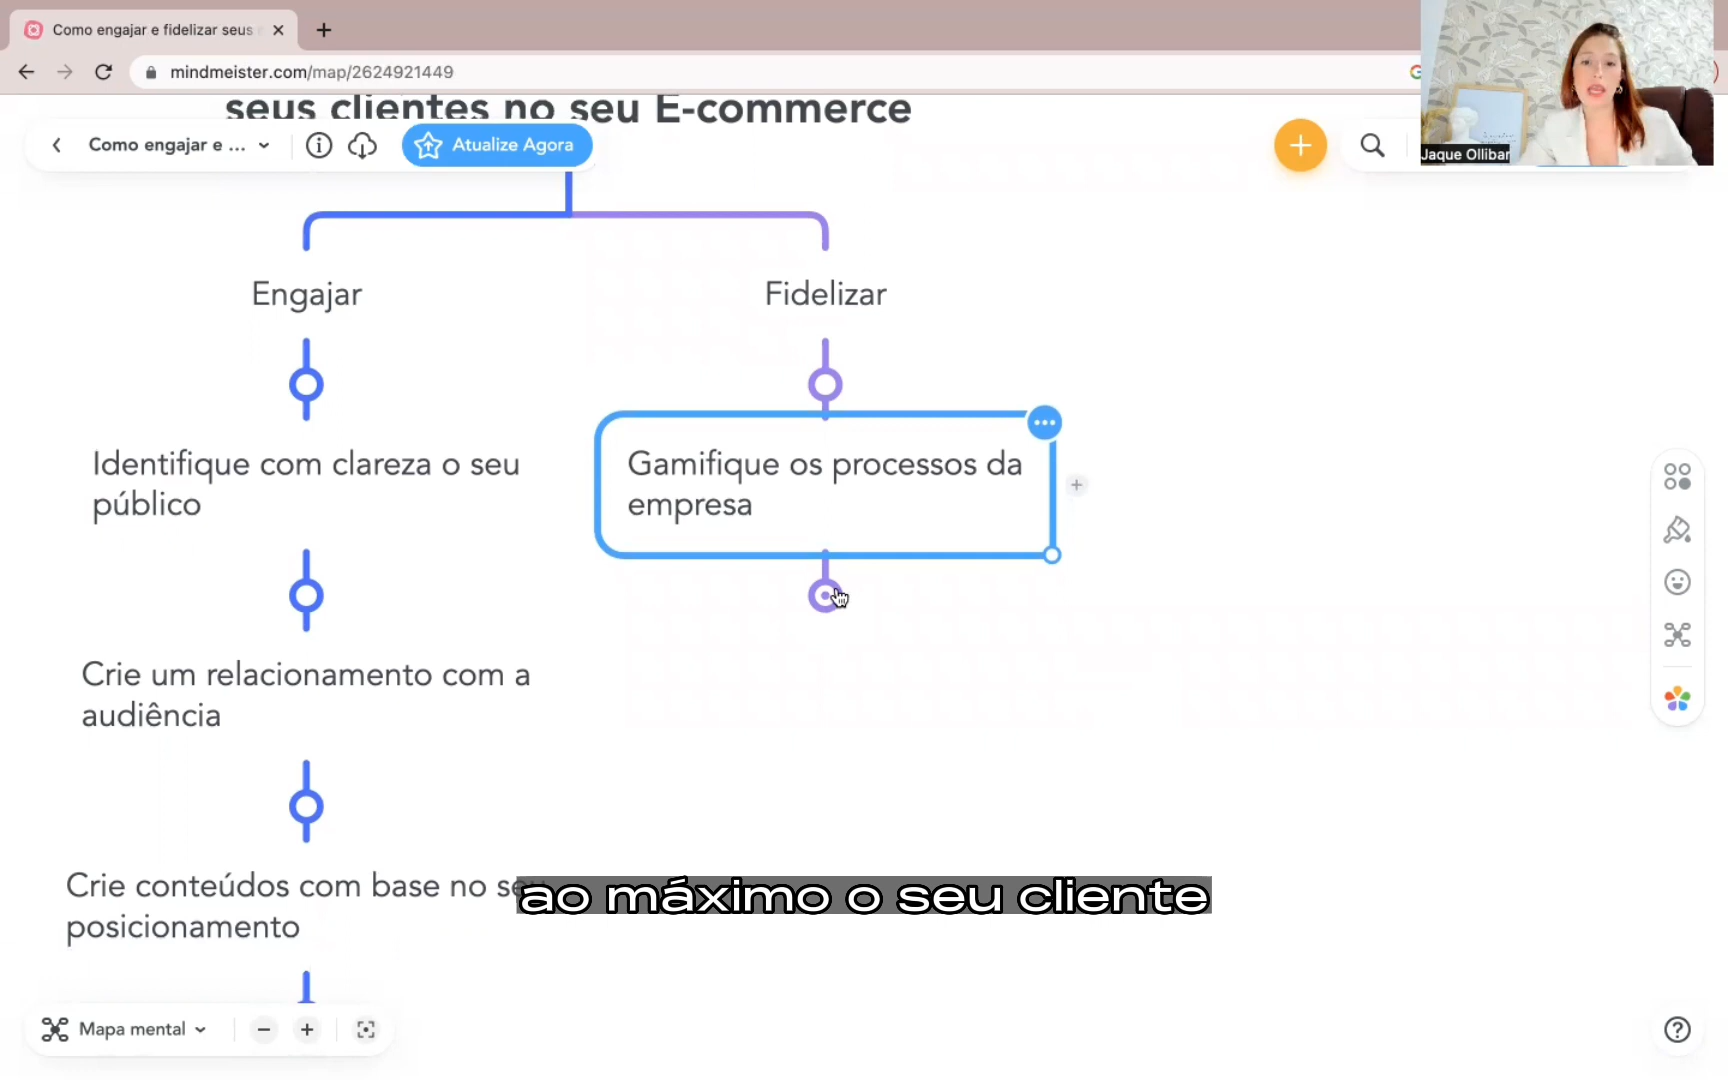 Como engajar e fidelizar seus
mindmeister.com/map/2624921449
Jaque Ollibar
seus clientes no seu E-commerce
Como engajar e ...
Atualize Agora
Engajar
Fidelizar
Identifique com clareza o seu
público
Gamifique os processos da
empresa
Crie um relacionamento com a
audiência
Crie conteúdos com base no seu
posicionamento
ao máximo o seu cliente
Mapa mental